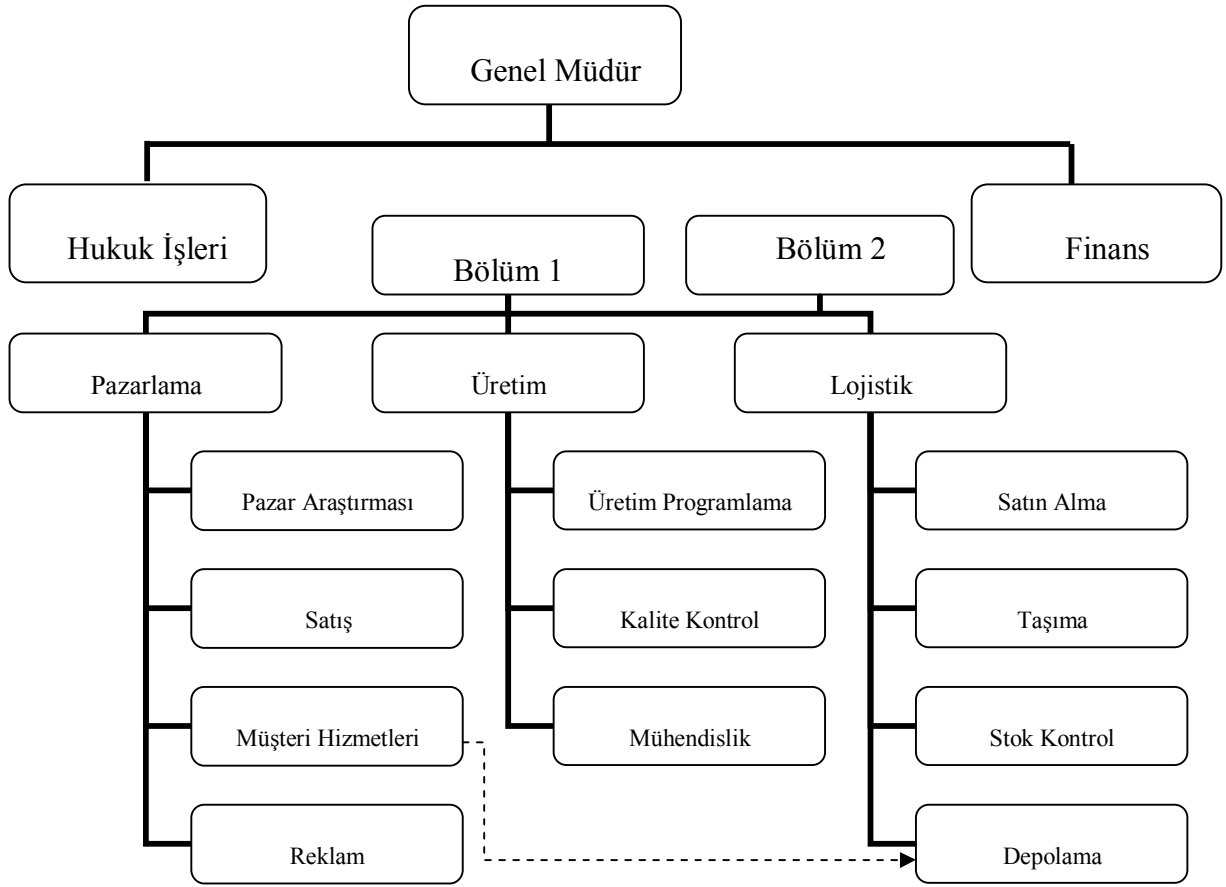 Genel Müdür
Hukuk İşleri
Bölüm 1
Bölüm 2
Finans
Pazarlama
Üretim
Lojistik
Pazar Araştırması
Üretim Programlama
Satın Alma
Satış
Kalite Kontrol
Taşıma
Müşteri Hizmetleri
Mühendislik
Stok Kontrol
Reklam
Depolama